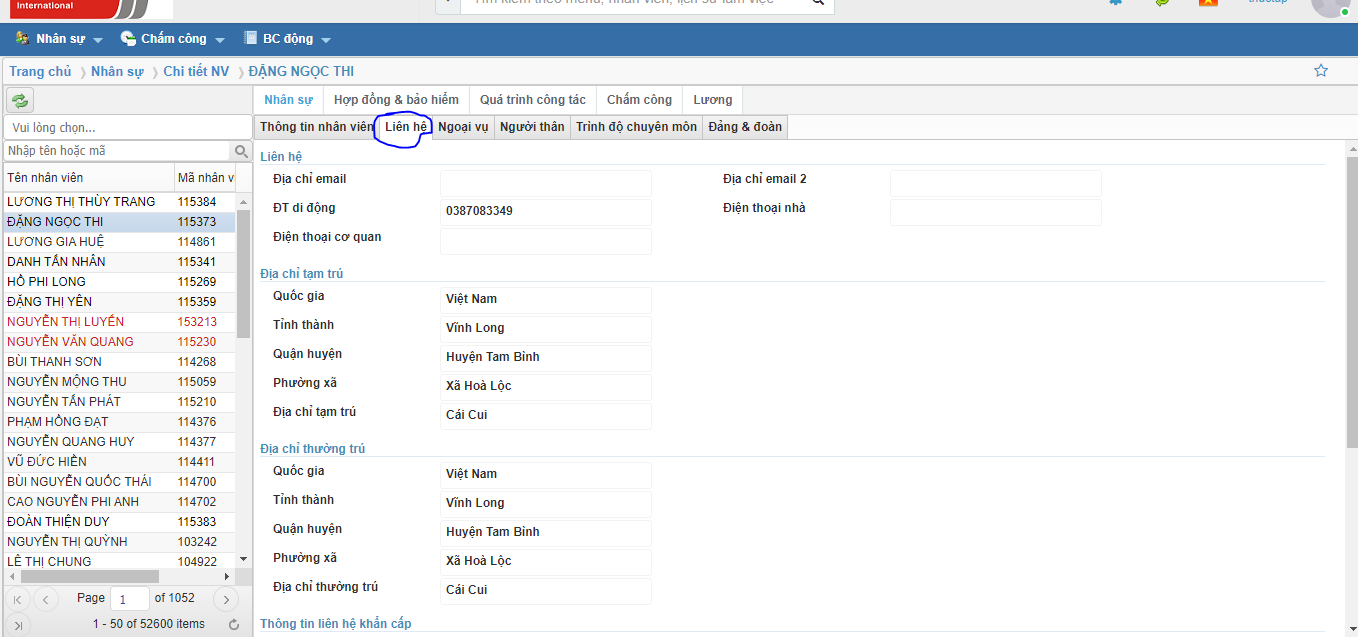 International
Tìm kiếm theo menu, nhân viên, lịch sử làm việc
Nhân sự
Chấm công
BC động
Trang chủ
Nhân sự
Chi tiết NV
ĐẶNG NGỌC THI
Nhân sự
Hợp đồng & bảo hiểm
Quá trình công tác
Chấm công
Lương
Vui lòng chọn...
Nhập tên hoặc mã
Tên nhân viên Mã nhân v
LƯƠNG THỊ THÙY TRANG 115384
ĐẶNG NGỌC THI 115373
LƯƠNG GIA HUỆ 114861
DANH TẤN NHÂN 115341
HỒ PHI LONG 115269
ĐẶNG THỊ YẾN 115359
NGUYỄN THỊ LUYẾN 153213
NGUYỄN VĂN QUANG 115230
BÙI THANH SƠN 114268
NGUYỄN MỘNG THU 115059
NGUYỄN TẤN PHÁT 115210
PHẠM HỒNG ĐẠT 114376
NGUYỄN QUANG HUY 114377
VŨ ĐỨC HIỀN 114411
BÙI NGUYỄN QUỐC THÁI 114700
CAO NGUYỄN PHI ANH 114702
ĐOÀN THIỆN DUY 115383
NGUYỄN THỊ QUỲNH 103242
LÊ THỊ CHUNG 104922
Page 1 of 1052
1 - 50 of 52600 items
Thông tin nhân viên
Liên hệ
Ngoại vụ
Người thân
Trình độ chuyên môn
Đảng & đoàn
Liên hệ
Địa chỉ email
Địa chỉ email 2
ĐT di động 0387083349
Điện thoại nhà
Điện thoại cơ quan
Địa chỉ tạm trú
Quốc gia Việt Nam
Tỉnh thành Vĩnh Long
Quận huyện Huyện Tam Bình
Phường xã Xã Hoà Lộc
Địa chỉ tạm trú Cái Cui
Địa chỉ thường trú
Quốc gia Việt Nam
Tỉnh thành Vĩnh Long
Quận huyện Huyện Tam Bình
Phường xã Xã Hoà Lộc
Địa chỉ thường trú Cái Cui
Thông tin liên hệ khẩn cấp